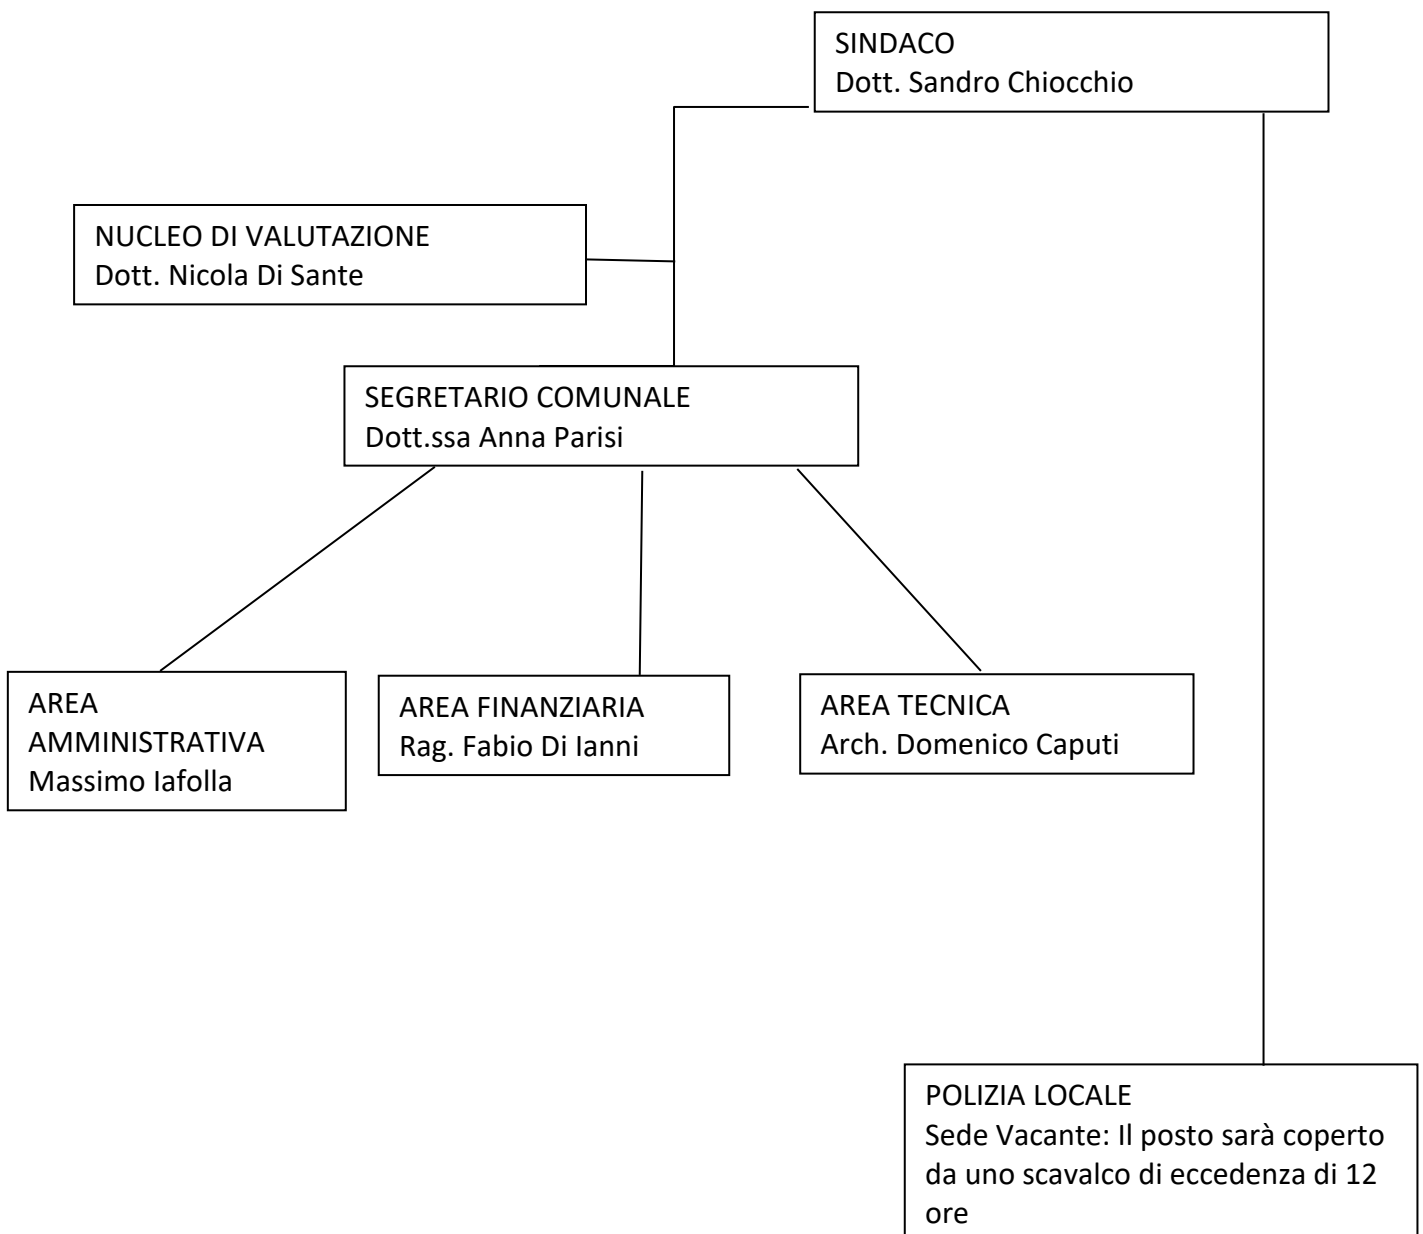 SINDACO
Dott. Sandro Chiocchio
NUCLEO DI VALUTAZIONE
Dott. Nicola Di Sante
SEGRETARIO COMUNALE
Dott.ssa Anna Parisi
AREA
AMMINISTRATIVA
Massimo Iafolla
AREA FINANZIARIA
Rag. Fabio Di Ianni
AREA TECNICA
Arch. Domenico Caputi
POLIZIA LOCALE
Sede Vacante: Il posto sarà coperto
da uno scavalco di eccedenza di 12
ore